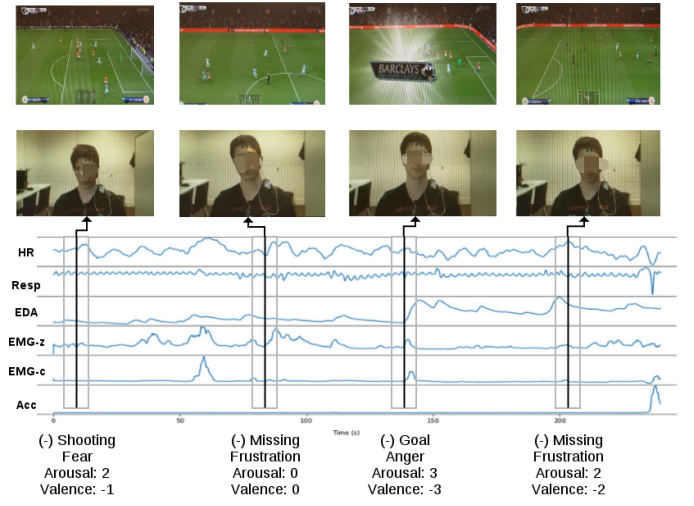 BARCLAYS
HR
Resp
EDA
EMG-z
EMG-c
Acc
0 50 100 150 200
Time (s)
(-) Shooting
Fear
Arousal: 2
Valence: -1
(-) Missing
Frustration
Arousal: 0
Valence: 0
(-) Goal
Anger
Arousal: 3
Valence: -3
(-) Missing
Frustration
Arousal: 2
Valence: -2